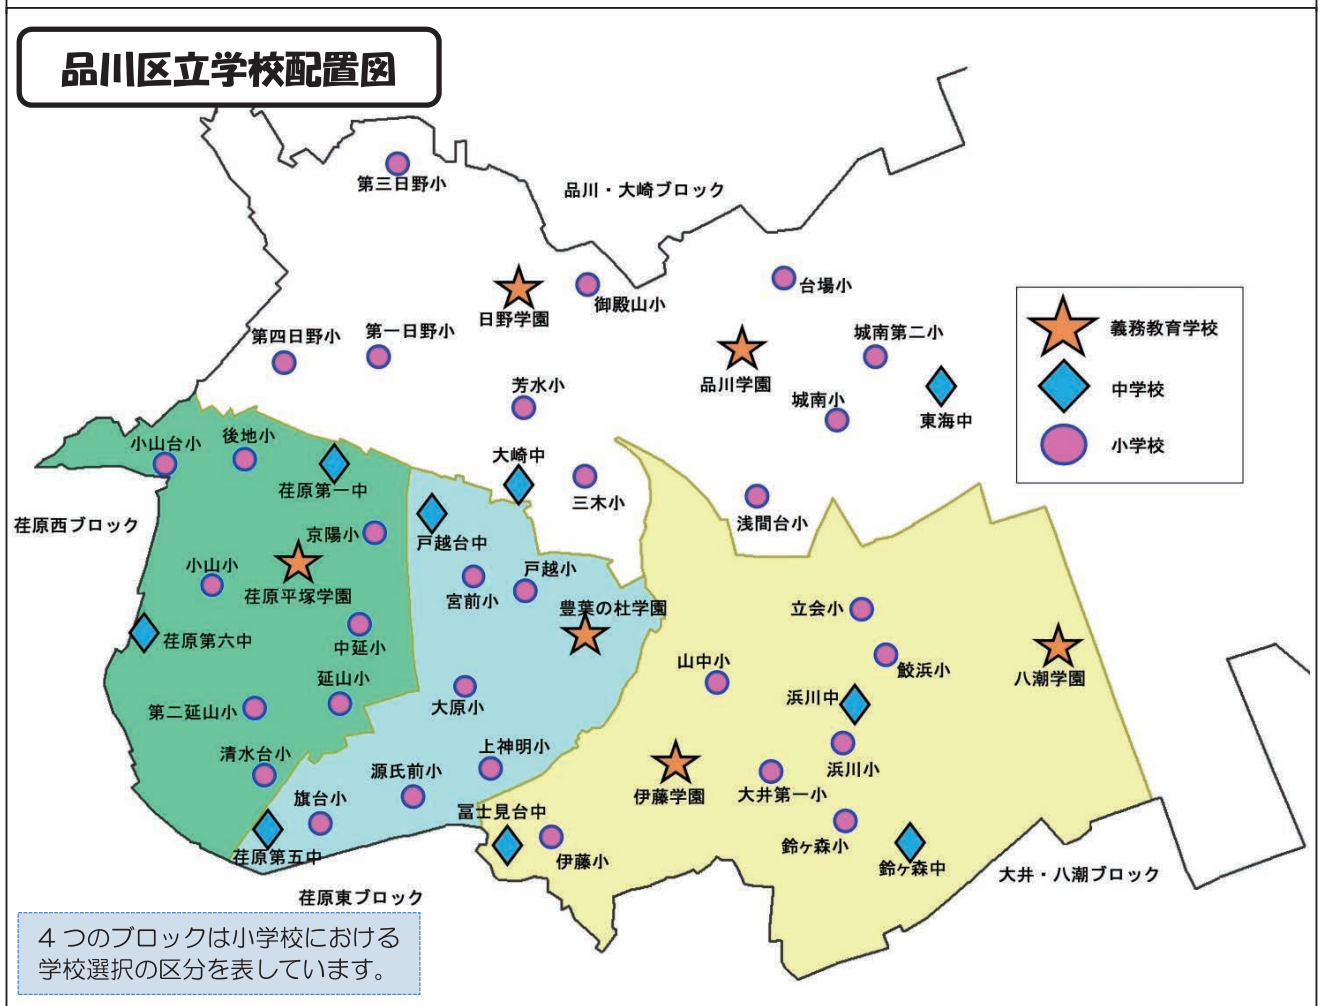 品川区立学校配置図
第三日野小
品川・大崎ブロック
日野学園
御殿山小
台場小
第四日野小
第一日野小
品川学園
城南第二小
城南小
東海中
芳水小
大崎中
三木小
浅間台小
義務教育学校
中学校
小学校
小山台小
後地小
荏原第一中
荏原西ブロック
京陽小
小山小
荏原平塚学園
荏原第六中
中延小
延山小
第二延山小
清水台小
戸越台中
宮前小
戸越小
豊葉の杜学園
大原小
上神明小
源氏前小
旗台小
荏原第五中
荏原東ブロック
冨士見台中
伊藤小
伊藤学園
山中小
立会小
鮫浜小
浜川中
浜川小
大井第一小
鈴ヶ森小
鈴ヶ森中
八潮学園
大井・八潮ブロック
4つのブロックは小学校における
学校選択の区分を表しています。